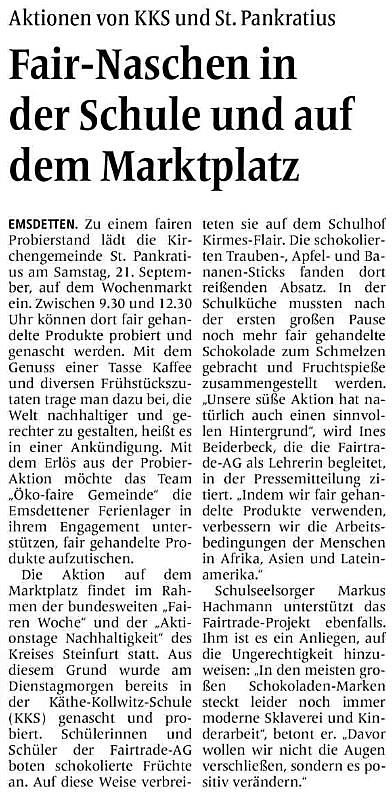 Aktionen von KKS und St. Pankratius
Fair-Naschen in
der Schule und auf
dem Marktplatz
EMSDETTEN. Zu einem fairen
Probierstand lädt die Kir-
chengemeinde St. Pankrati-
us am Samstag, 21. Septem-
ber, auf dem Wochenmarkt
ein. Zwischen 9.30 und 12.30
Uhr können dort fair gehan-
delte Produkte probiert und
genascht werden. Mit dem
Genuss einer Tasse Kaffee
und diversen Frühstückszu-
taten trage man dazu bei, die
Welt nachhaltiger und ge-
rechter zu gestalten, heißt es
in einer Ankündigung. Mit
dem Erlös aus der Probier-
Aktion möchte das Team
„Öko-faire Gemeinde“ die
Emsdettener Ferienlager in
ihrem Engagement unter-
stützen, fair gehandelte Pro-
dukte aufzutischen.
Die Aktion auf dem
Marktplatz findet im Rah-
men der bundesweiten „Fai-
ren Woche“ und der „Akti-
onstage Nachhaltigkeit“ des
Kreises Steinfurt statt. Aus
diesem Grund wurde am
Dienstagmorgen bereits in
der Käthe-Kollwitz-Schule
(KKS) genascht und pro-
biert. Schülerinnen und
Schüler der Fairtrade-AG
boten schokolierte Früchte
an. Auf diese Weise verbrei-
teten sie auf dem Schulhof
Kirmes-Flair. Die schokolier-
ten Trauben-, Apfel- und Ba-
nanen-Sticks fanden dort
reißenden Absatz. In der
Schulküche mussten nach
der ersten großen Pause
noch mehr fair gehandelte
Schokolade zum Schmelzen
gebracht und Fruchtspieße
zusammengestellt werden.
„Unsere süße Aktion hat na-
türlich auch einen sinnvol-
len Hintergrund“, wird Ines
Beiderbeck, die die Fairtra-
de-AG als Lehrerin begleitet,
in der Pressemitteilung zi-
tiert. „Indem wir fair gehan-
delte Produkte verwenden,
verbessern wir die Arbeits-
bedingungen der Menschen
in Afrika, Asien und Latein-
amerika.“
Schulseelsorger Markus
Hachmann unterstützt das
Fairtrade-Projekt ebenfalls.
Ihm ist es ein Anliegen, auf
die Ungerechtigkeit hinzu-
weisen: „In den meisten gro-
ßen Schokoladen-Marken
steckt leider noch immer
moderne Sklaverei und Kin-
derarbeit“, betont er. „Davor
wollen wir nicht die Augen
verschließen, sondern es po-
sitiv verändern.“